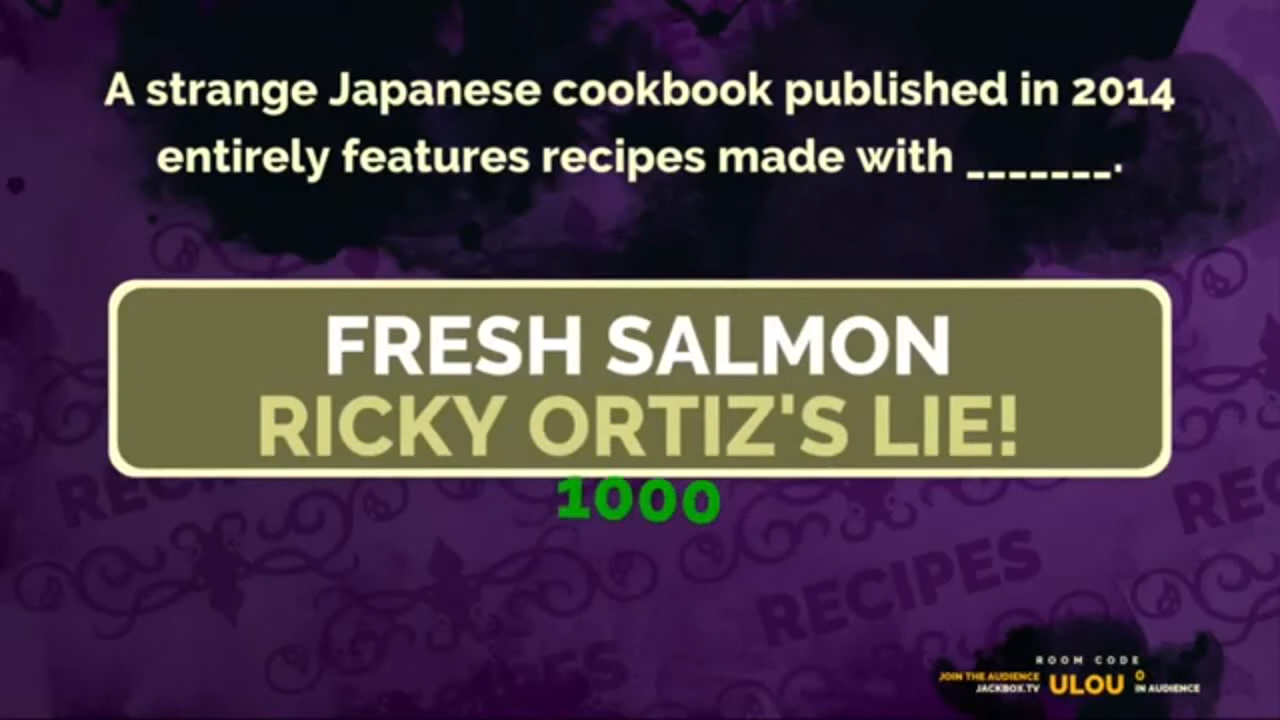 A strange Japanese cookbook published in 2014
entirely features recipes made with _______.
FRESH SALMON
RICKY ORTIZ'S LIE!
1000
RECIPES
ROOM CODE
JOIN THE AUDIENCE
JACKBOX.TV
ULOU
0
IN AUDIENCE